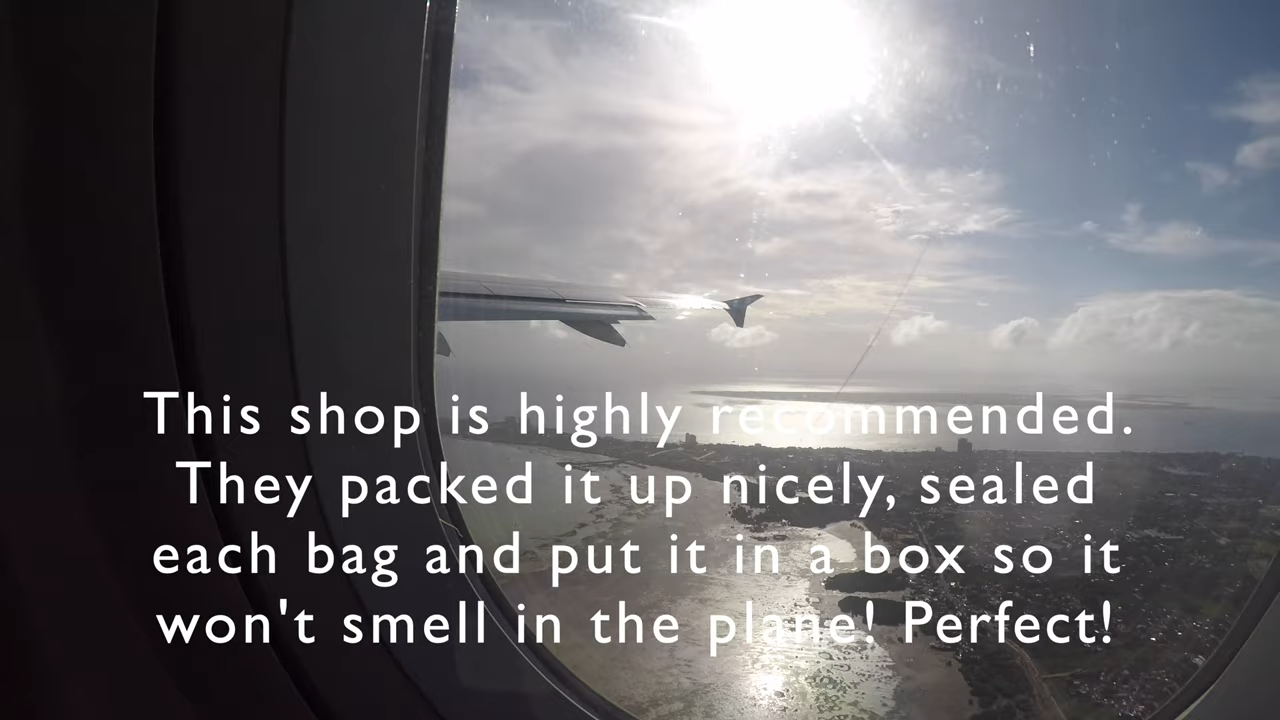 This shop is highly recommended.
They packed it up nicely, sealed
each bag and put it in a box so it
won't smell in the plane! Perfect!